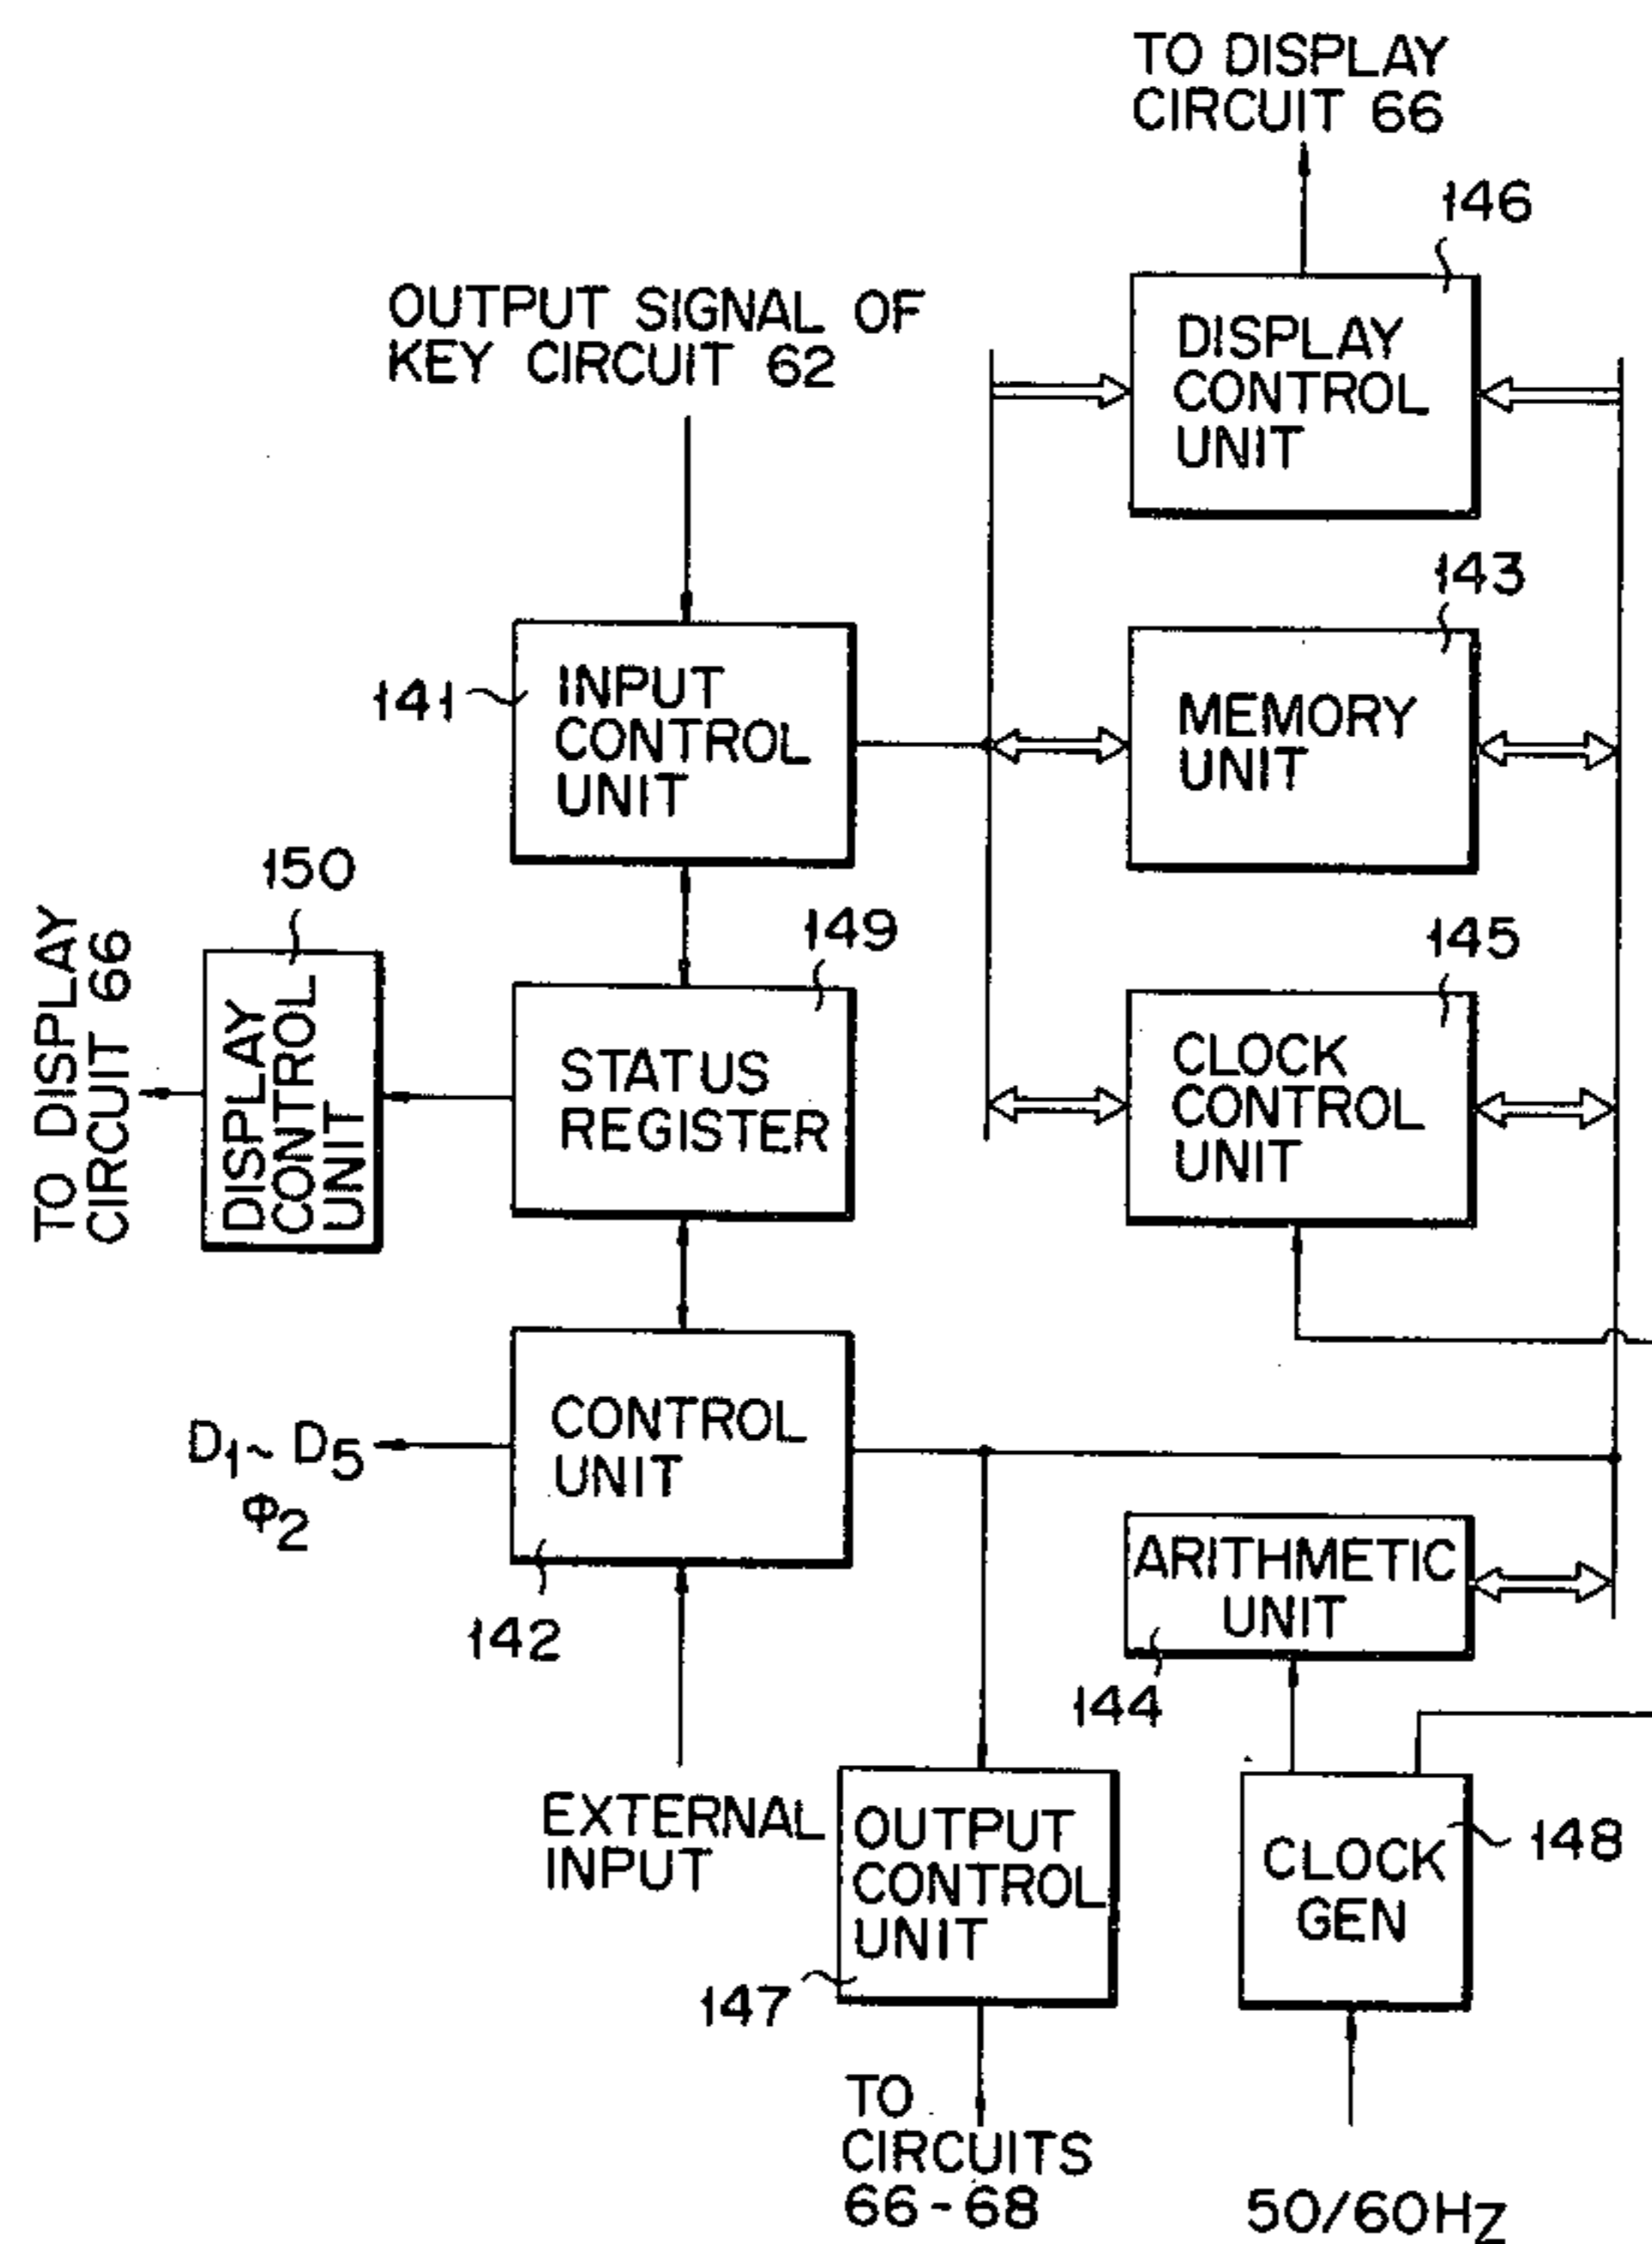 TO DISPLAY
CIRCUIT 66
146
OUTPUT SIGNAL OF
KEY CIRCUIT 62
DISPLAY
CONTROL
UNIT
143
141
INPUT
CONTROL
UNIT
MEMORY
UNIT
150
149
145
TO DISPLAY
CIRCUIT 66
DISPLAY
CONTROL
UNIT
STATUS
REGISTER
CLOCK
CONTROL
UNIT
D1~ D5
Φ2
CONTROL
UNIT
142
ARITHMETIC
UNIT
144
EXTERNAL
INPUT
OUTPUT
CONTROL
UNIT
147
CLOCK
GEN
148
TO
CIRCUITS
66-68
50/60Hz